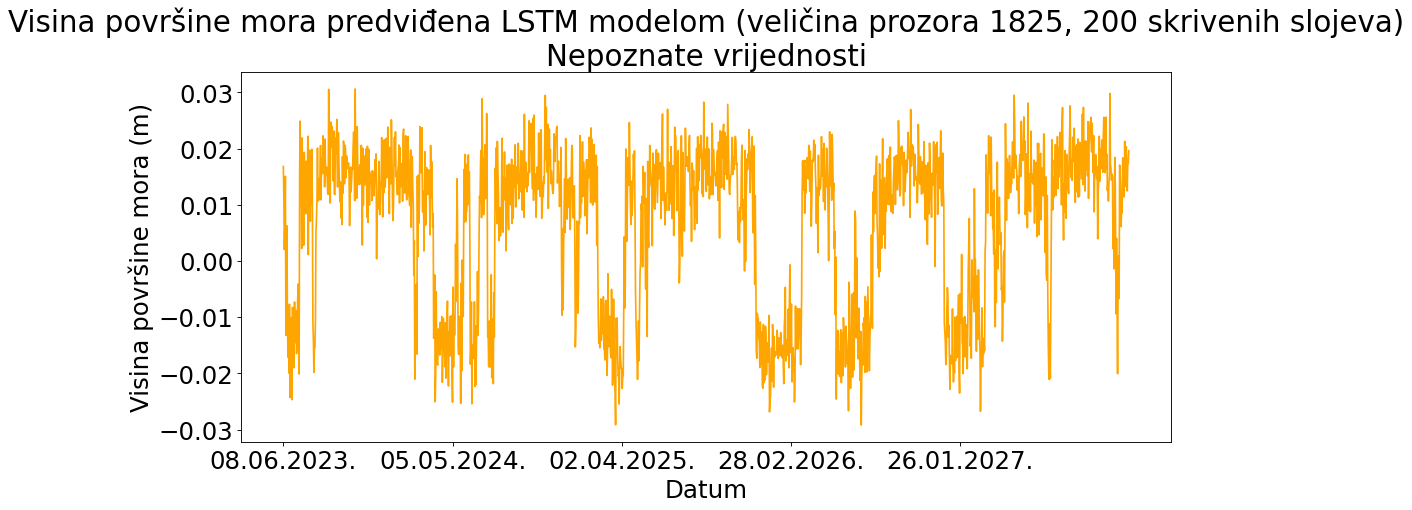 Visina površine mora predviđena LSTM modelom (veličina prozora 1825, 200 skrivenih slojeva)
Nepoznate vrijednosti
Visina površine mora (m)
0.03
0.02
0.01
0.00
−0.01
−0.02
−0.03
08.06.2023. 05.05.2024. 02.04.2025. 28.02.2026. 26.01.2027.
Datum